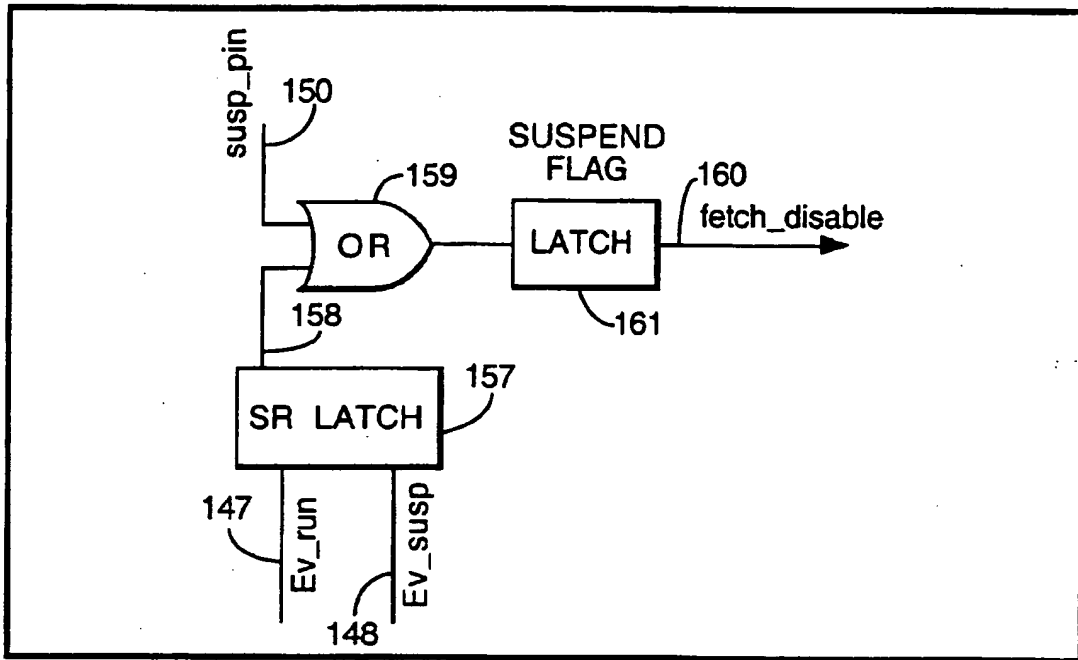 susp_pin
150
159
OR
SUSPEND
FLAG
LATCH
161
160
fetch_disable
158
SR LATCH
157
147
Ev_run
148
Ev_susp